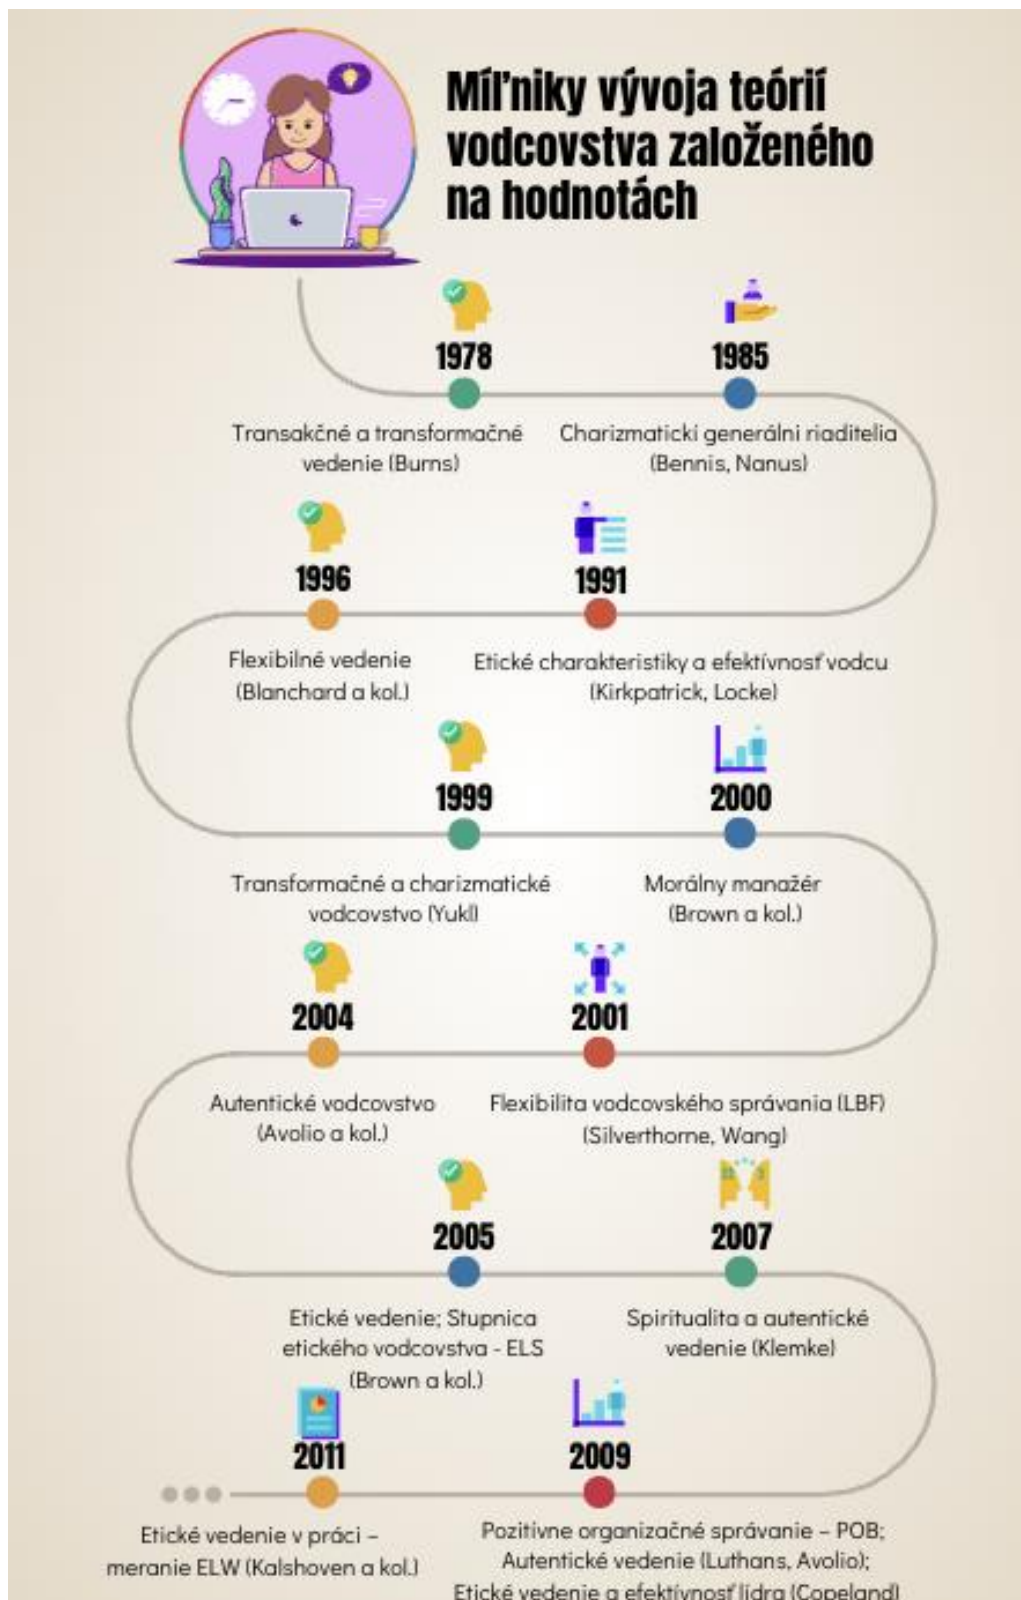 Míľniky vývoja teórií
vodcovstva založeného
na hodnotách
1978
Transakčné a transformačné
vedenie (Burns)
1985
Charizmatickí generálni riaditelia
(Bennis, Nanus)
1991
Etické charakteristiky a efektívnosť vodcu
(Kirkpatrick, Locke)
1996
Flexibilné vedenie
(Blanchard a kol.)
1999
Transformačné a charizmatické
vodcovstvo (Yukl)
2000
Morálny manažér
(Brown a kol.)
2001
Flexibilita vodcovského správania (LBF)
(Silverthorne, Wang)
2004
Autentické vodcovstvo
(Avolio a kol.)
2005
Etické vedenie; Stupnica
etického vodcovstva - ELS
(Brown a kol.)
2007
Spiritualita a autentické
vedenie (Klemke)
2009
Pozitívne organizačné správanie – POB;
Autentické vedenie (Luthans, Avolio);
Etické vedenie a efektívnosť lídra (Copeland)
2011
Etické vedenie v práci –
meranie ELW (Kalshoven a kol.)